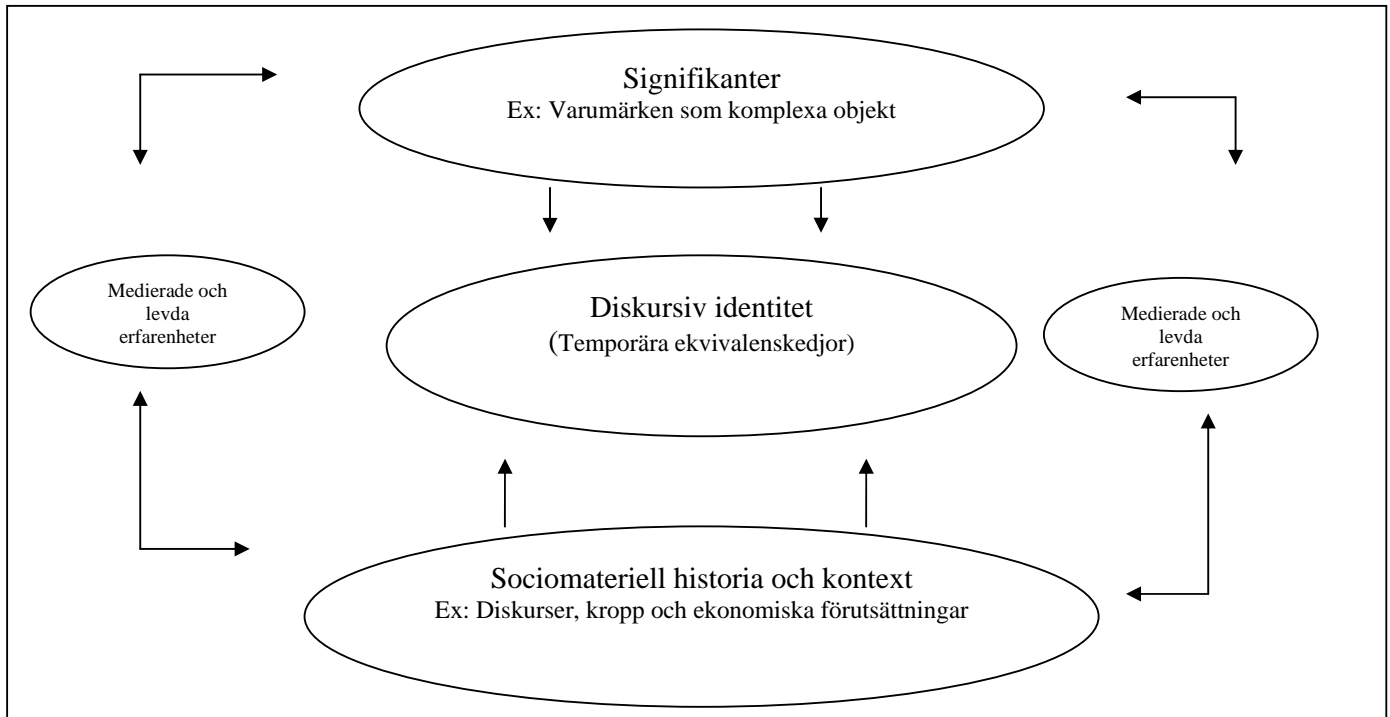 Signifikanter
Ex: Varumärken som komplexa objekt
Medierade och
levda
erfarenheter
Diskursiv identitet
(Temporära ekvivalenskedjor)
Medierade och
levda
erfarenheter
Sociomateriell historia och kontext
Ex: Diskurser, kropp och ekonomiska förutsättningar